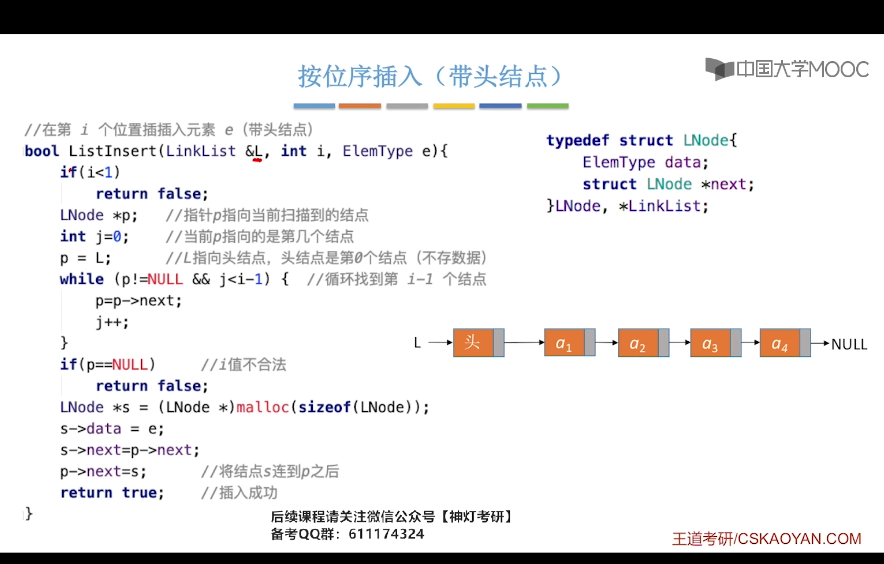 按位序插入（带头结点）
中国大学MOOC
//在第 i 个位置插插入元素 e（带头结点）
bool ListInsert(LinkList &L, int i, ElemType e){
if(i<1)
return false;
LNode *p; //指针p指向当前扫描到的结点
int j=0; //当前p指向的是第几个结点
p = L; //L指向头结点，头结点是第0个结点（不存数据）
while (p!=NULL && j<i-1) { //循环找到第 i-1 个结点
p=p->next;
j++;
}
if(p==NULL) //i值不合法
return false;
LNode *s = (LNode *)malloc(sizeof(LNode));
s->data = e;
s->next=p->next;
p->next=s; //将结点s连到p之后
return true; //插入成功
}
typedef struct LNode{
ElemType data;
struct LNode *next;
}LNode, *LinkList;
L 头 a1 a2 a3 a4 NULL
后续课程请关注微信公众号【神灯考研】
备考QQ群：611174324
王道考研/CSKAOYAN.COM